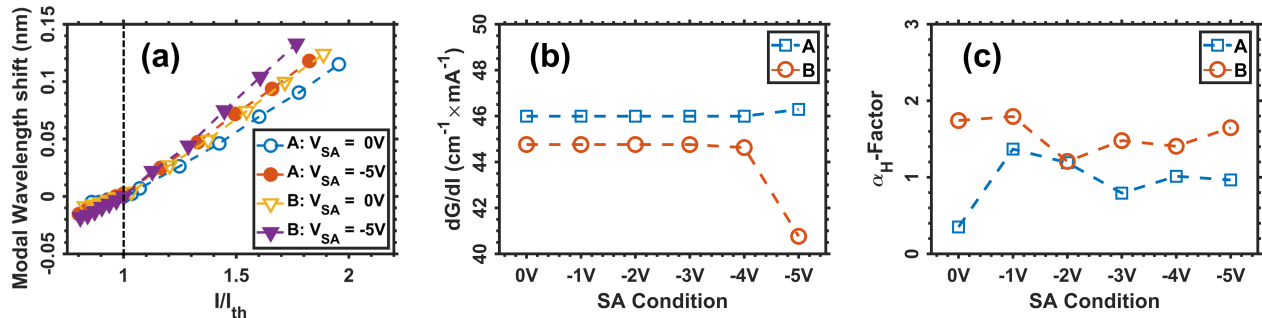 (a)
Modal Wavelength shift (nm)
0.15
0.1
0.05
0
-0.05
1
1.5
2
I/I_th
A: V_SA = 0V
A: V_SA = -5V
B: V_SA = 0V
B: V_SA = -5V
(b)
dG/dI (cm⁻¹ × mA⁻¹)
50
48
46
44
42
40
0V -1V -2V -3V -4V -5V
SA Condition
A
B
(c)
α_H-Factor
3
2
1
0
0V -1V -2V -3V -4V -5V
SA Condition
A
B